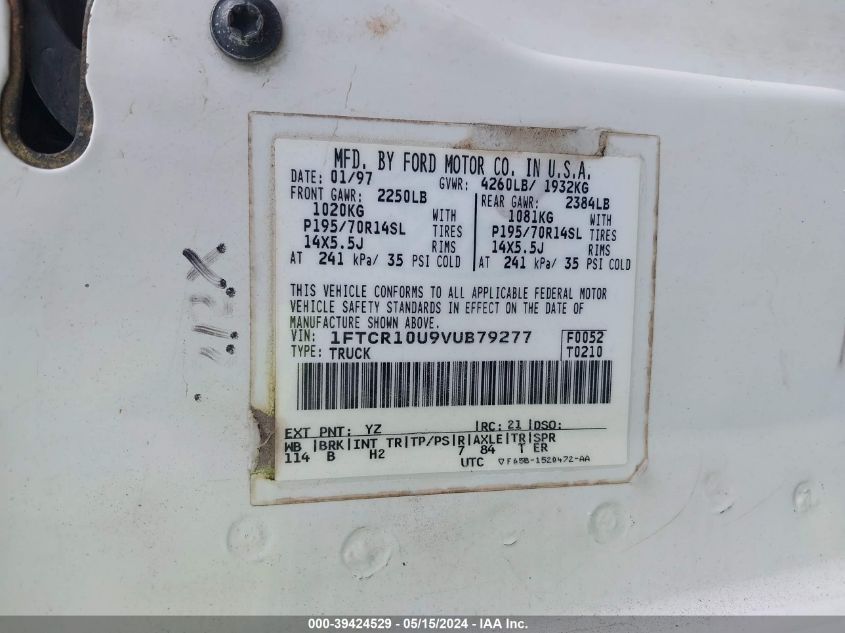 MFD. BY FORD MOTOR CO. IN U.S.A.
DATE: 01/97 GVWR: 4260LB/ 1932KG
FRONT GAWR: 2250LB REAR GAWR: 2384LB
1020KG WITH 1081KG WITH
P195/70R14SL TIRES P195/70R14SL TIRES
14X5.5J RIMS 14X5.5J RIMS
AT 241 kPa/ 35 PSI COLD AT 241 kPa/ 35 PSI COLD
THIS VEHICLE CONFORMS TO ALL APPLICABLE FEDERAL MOTOR
VEHICLE SAFETY STANDARDS IN EFFECT ON THE DATE OF
MANUFACTURE SHOWN ABOVE.
VIN: 1FTCR10U9VUB79277 F0052
TYPE: TRUCK T0210
EXT PNT: YZ RC: 21 DSO:
WB BRK INT TR TP/PS R AXLE TR SPR
114 B H2 7 84 T ER
UTC F65B-1520472-AA
000-39424529 - 05/15/2024 - IAA Inc.